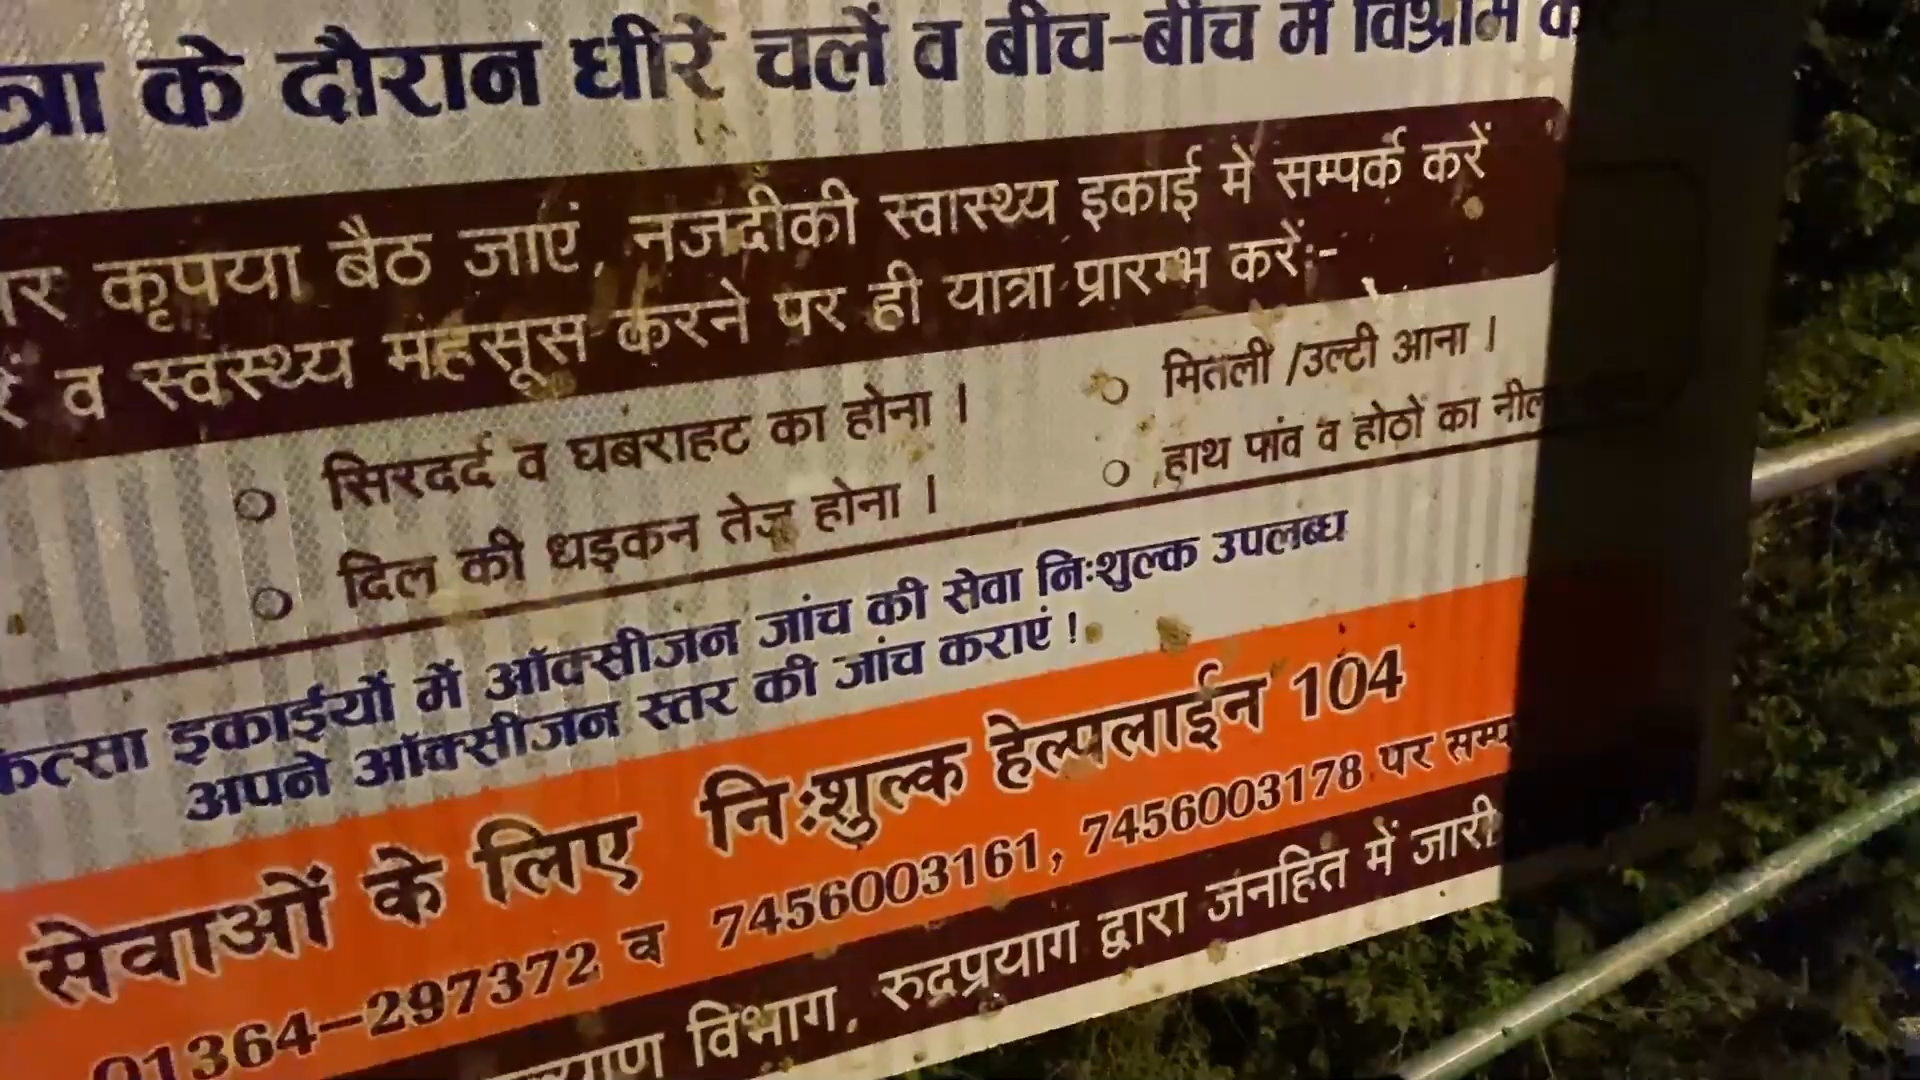 के दौरान धीरे चलें व बीच-बीच में विश्राम
कृपया बैठ जाएं, नजदीकी स्वास्थ्य इकाई में सम्पर्क करें
व स्वस्थ्य महसूस करने पर ही यात्रा प्रारम्भ करें:-
○ सिरदर्द व घबराहट का होना ।
○ मितली /उल्टी आना ।
○ दिल की धड़कन तेज होना ।
○ हाथ पांव व होठों का
इकाईयों में ऑक्सीजन जांच की सेवा निःशुल्क उपलब्ध
अपने ऑक्सीजन स्तर की जांच कराएं !
सेवाओं के लिए निःशुल्क हेल्पलाईन 104
01364-297372 व 7456003161, 7456003178 पर
विभाग, रुद्रप्रयाग द्वारा जनहित में जारी